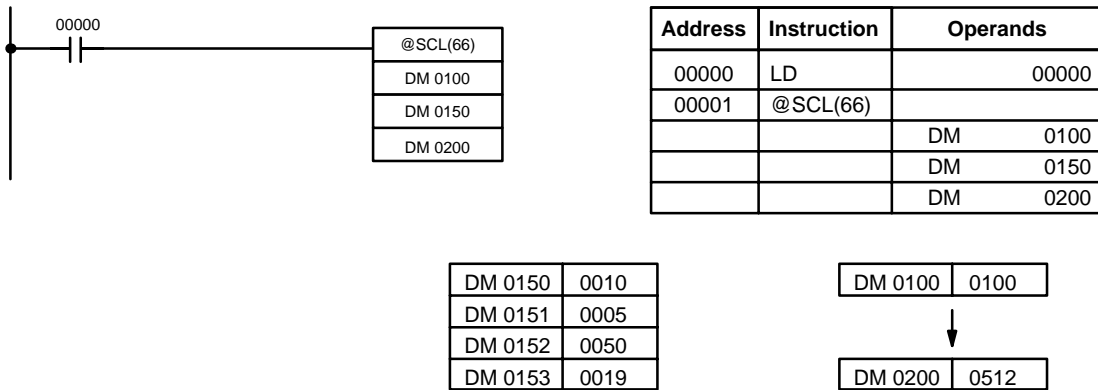 00000
@SCL(66)
DM 0100
DM 0150
DM 0200
Address Instruction Operands
00000 LD 00000
00001 @SCL(66)
DM 0100
DM 0150
DM 0200
DM 0150 0010
DM 0151 0005
DM 0152 0050
DM 0153 0019
DM 0100 0100
DM 0200 0512